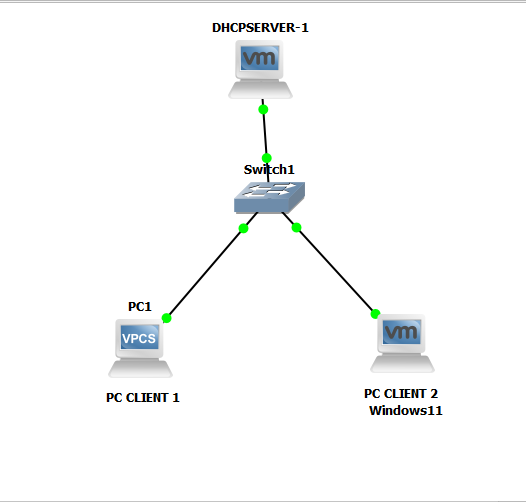 DHCPSERVER-1
vm
Switch1
PC1
VPCS
vm
PC CLIENT 1
PC CLIENT 2
Windows11